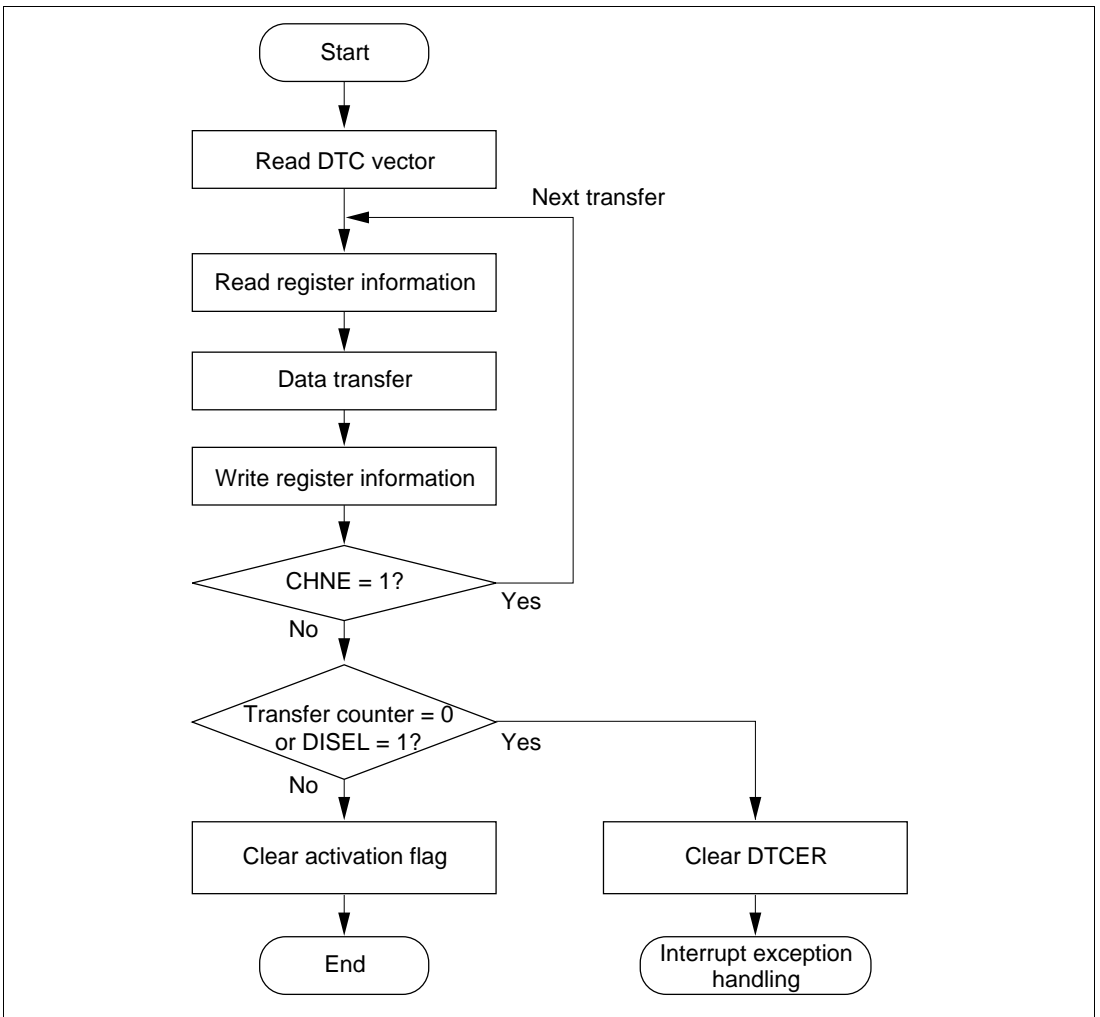 Start
Read DTC vector
Next transfer
Read register information
Data transfer
Write register information
CHNE = 1?
Yes
No
Transfer counter = 0
or DISEL = 1?
Yes
No
Clear activation flag
Clear DTCER
End
Interrupt exception
handling